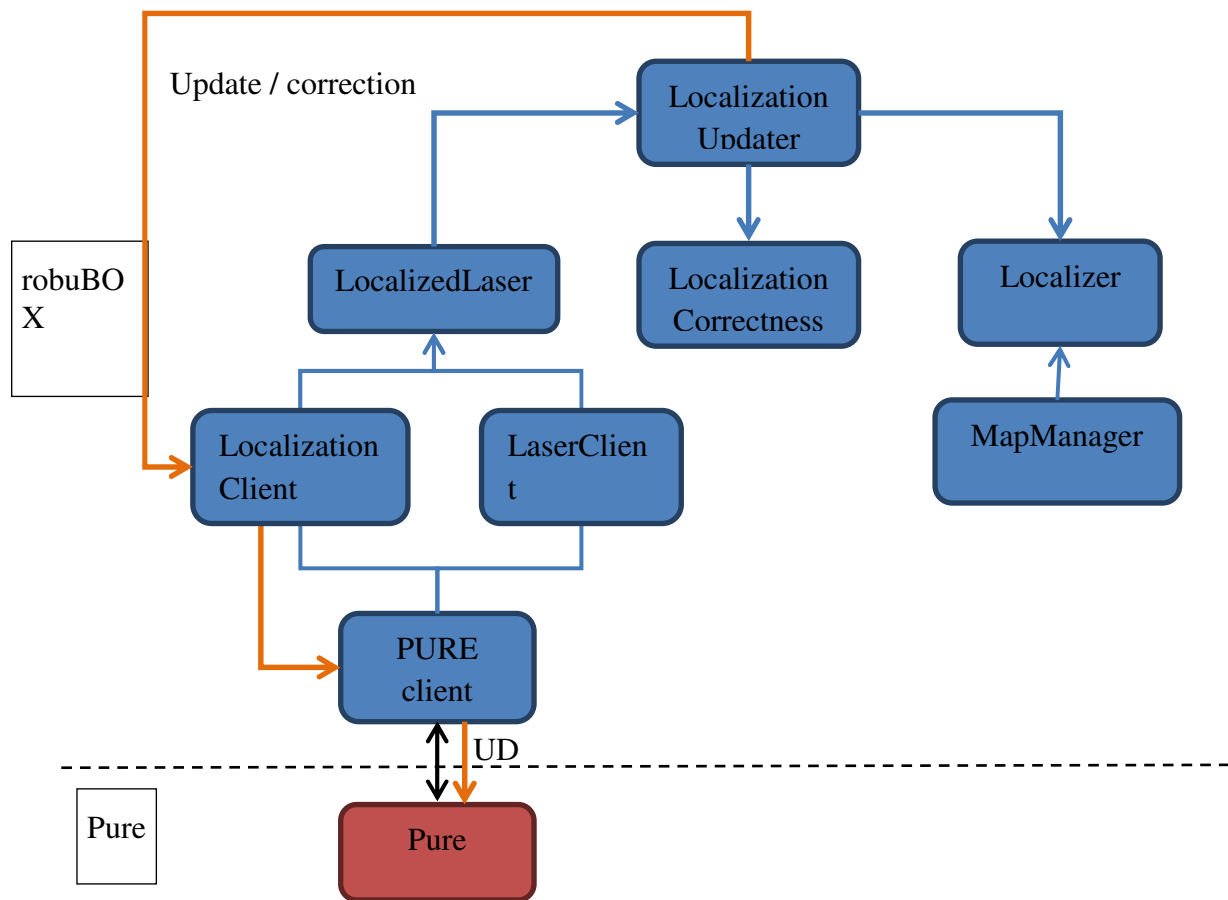 Update / correction
Localization
Updater
robuBO
X
LocalizedLaser
Localization
Correctness
Localizer
Localization
Client
LaserClien
t
MapManager
PURE
client
UD
Pure
Pure